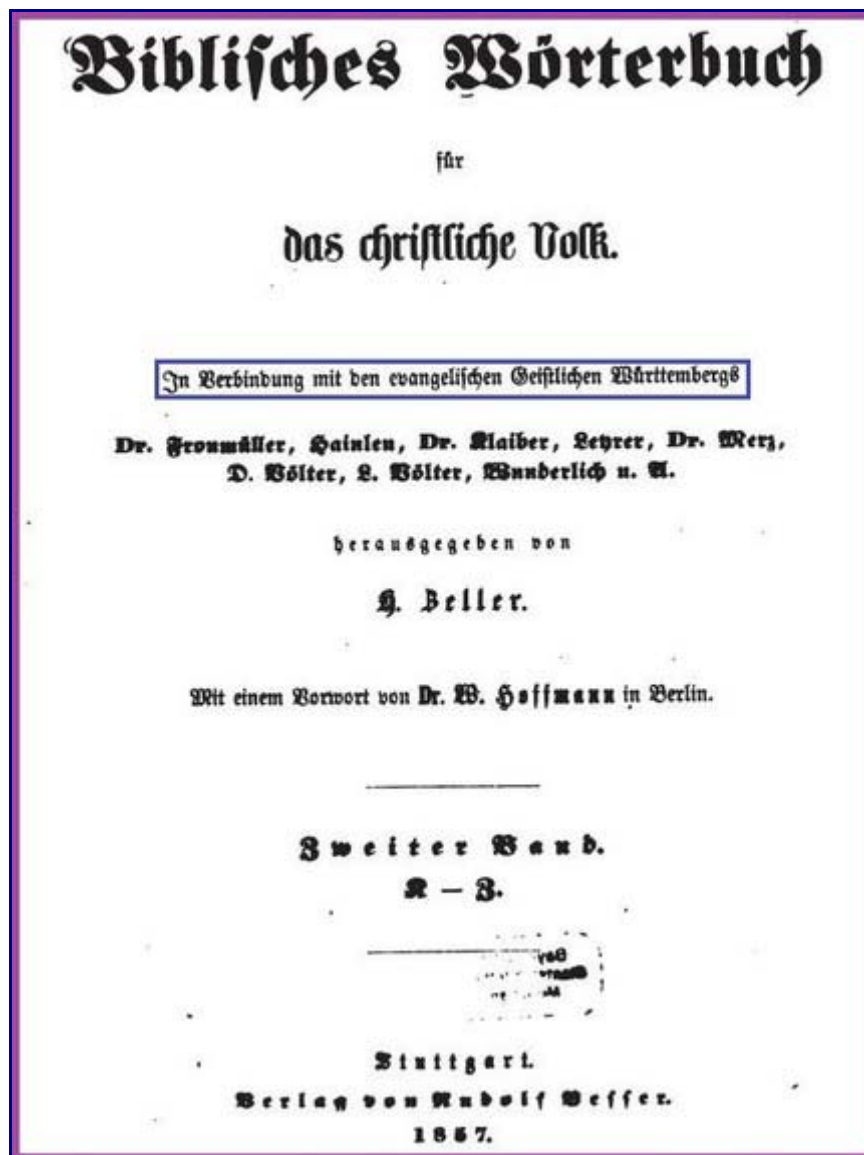 Biblisches Wörterbuch
für
das christliche Volk.
In Verbindung mit den evangelischen Geistlichen Württembergs
Dr. Fronmüller, Hainlen, Dr. Klaiber, Leyrer, Dr. Merz,
D. Völter, L. Völter, Wunderlich u. A.
herausgegeben von
H. Zeller.
Mit einem Vorwort von Dr. W. Hoffmann in Berlin.
Zweiter Band.
K — Z.
Stuttgart.
Verlag von Rudolf Besser.
1857.